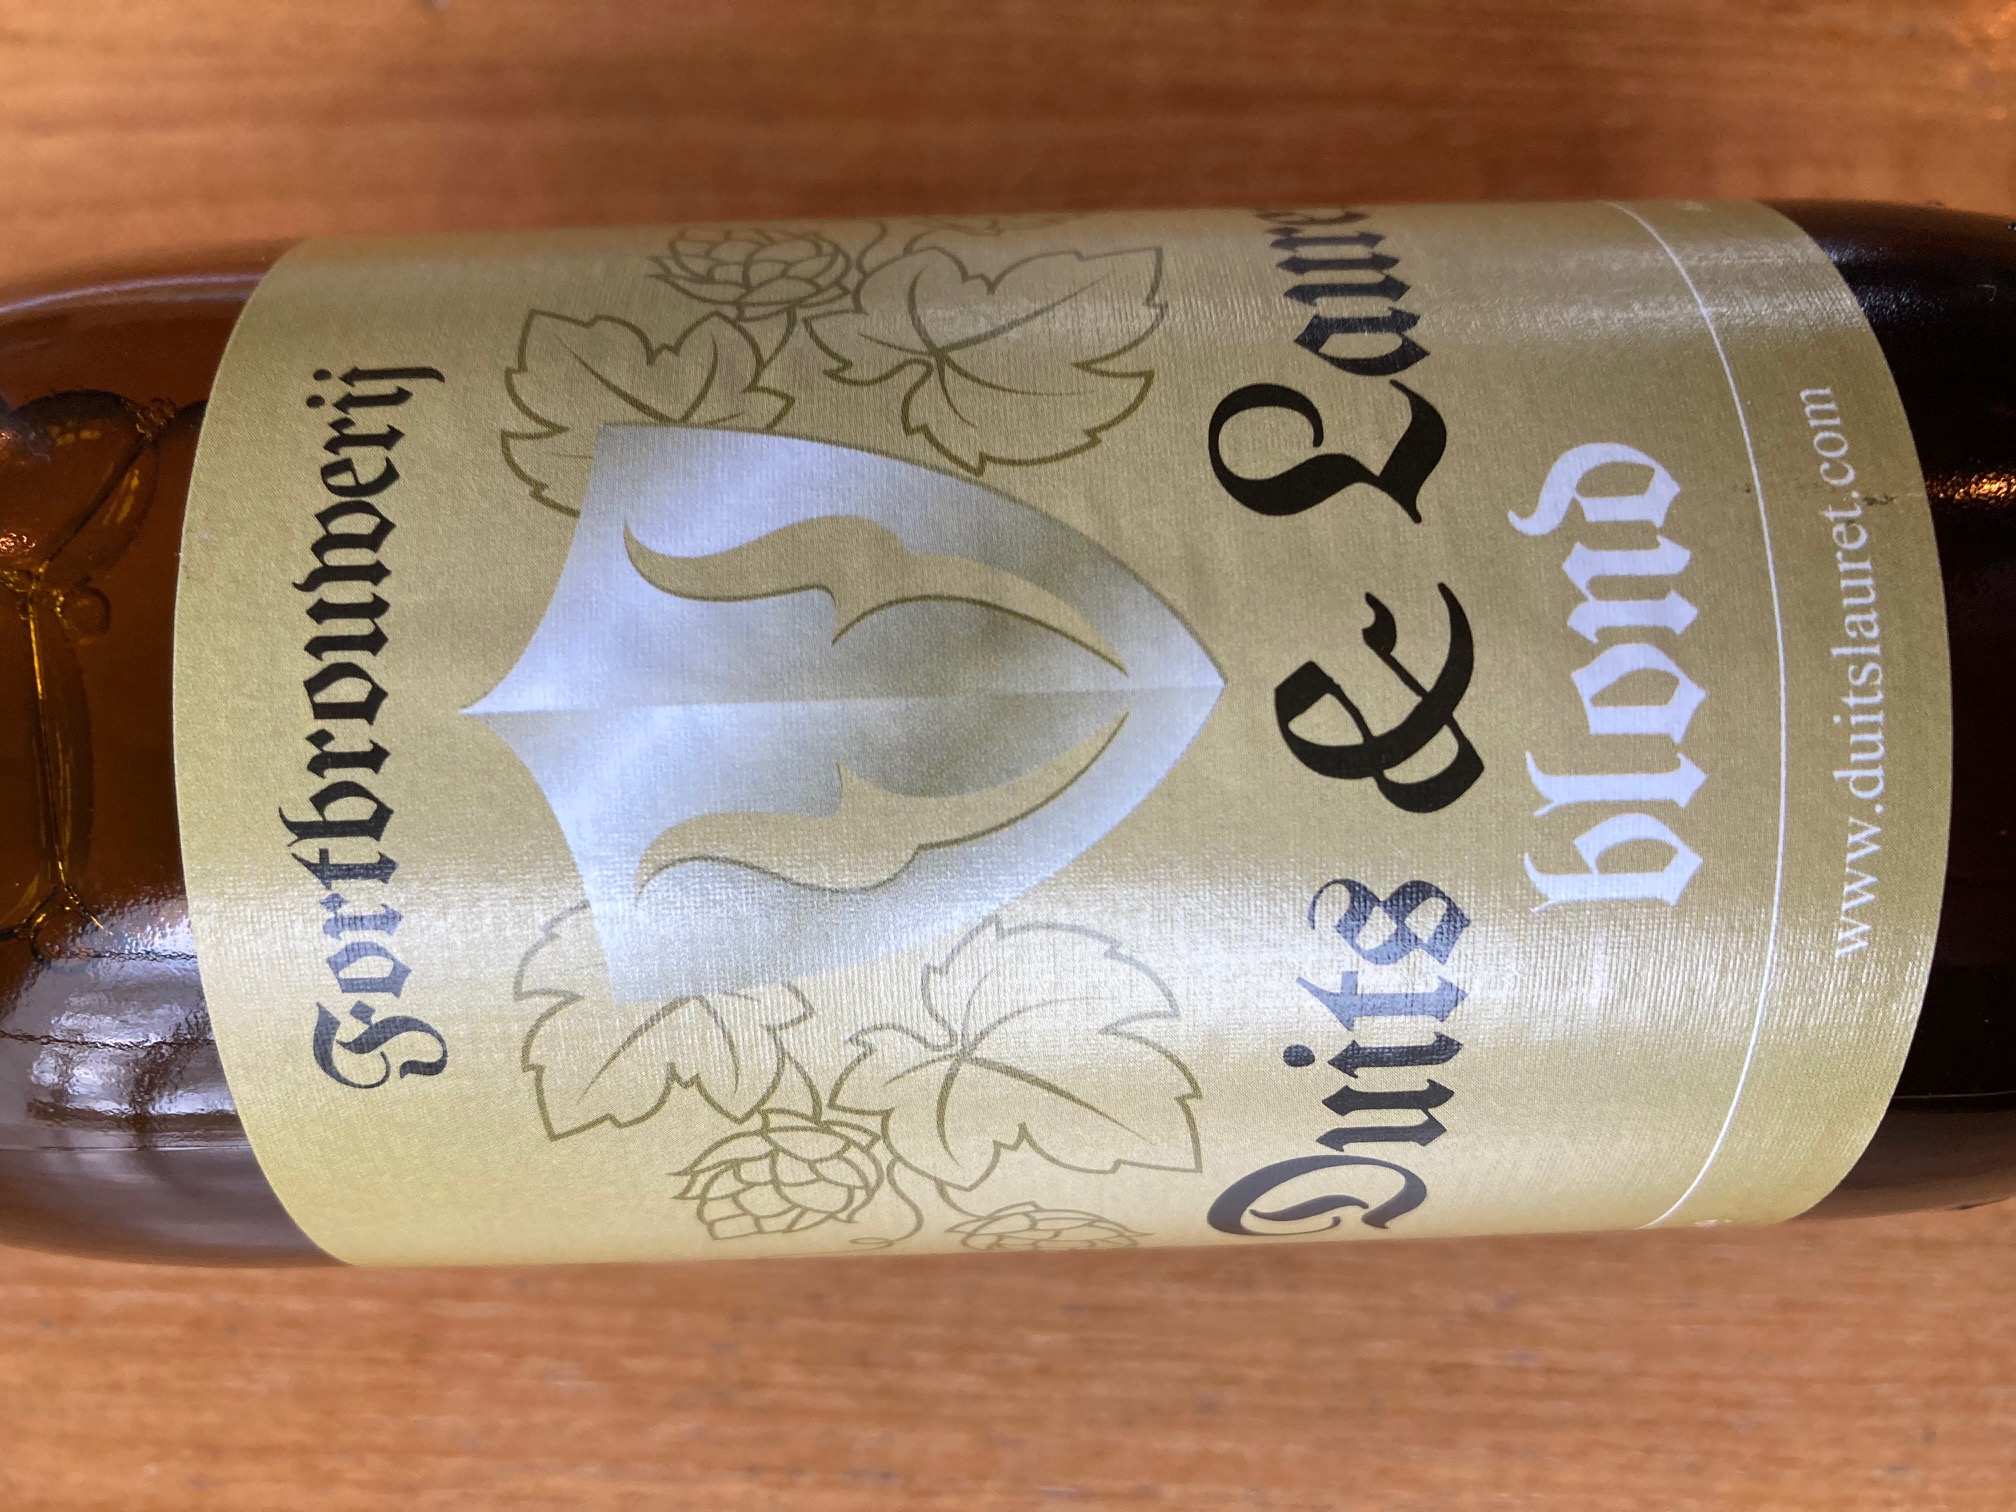 Fortbrouwerij
Duits & Laure
blond
www.duitslauret.com